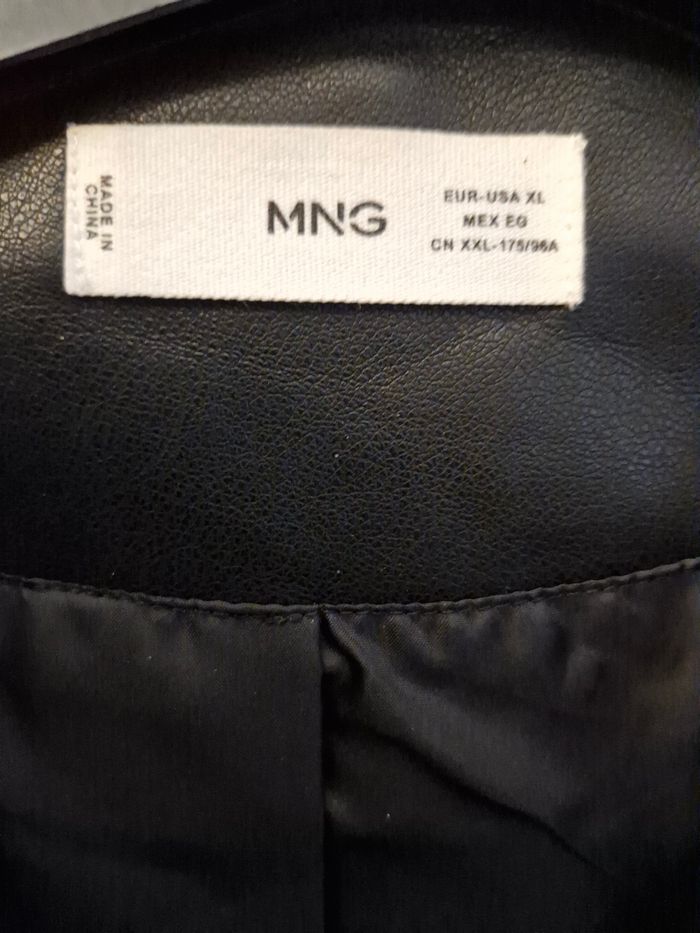 MADE IN
CHINA
MNG
EUR-USA XL
MEX EG
CN XXL-175/96A